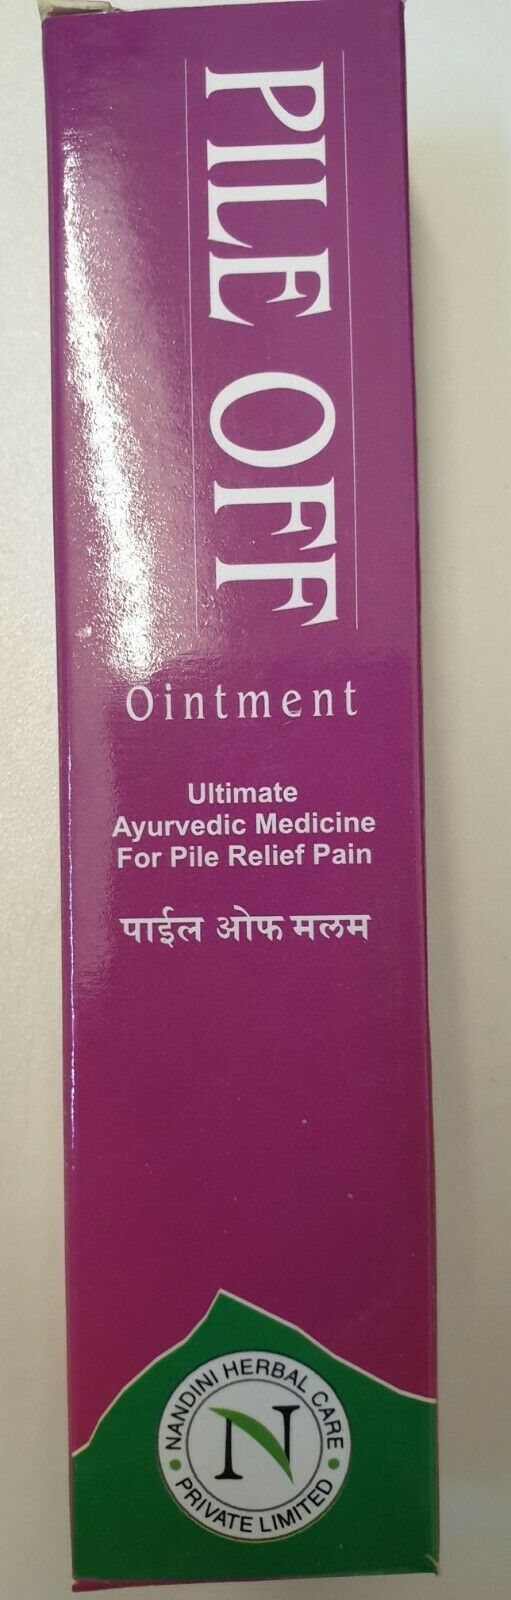 PILE OFF
Ointment
Ultimate
Ayurvedic Medicine
For Pile Relief Pain
पाईल ओफ मलम
NANDINI HERBAL CARE
PRIVATE LIMITED
N